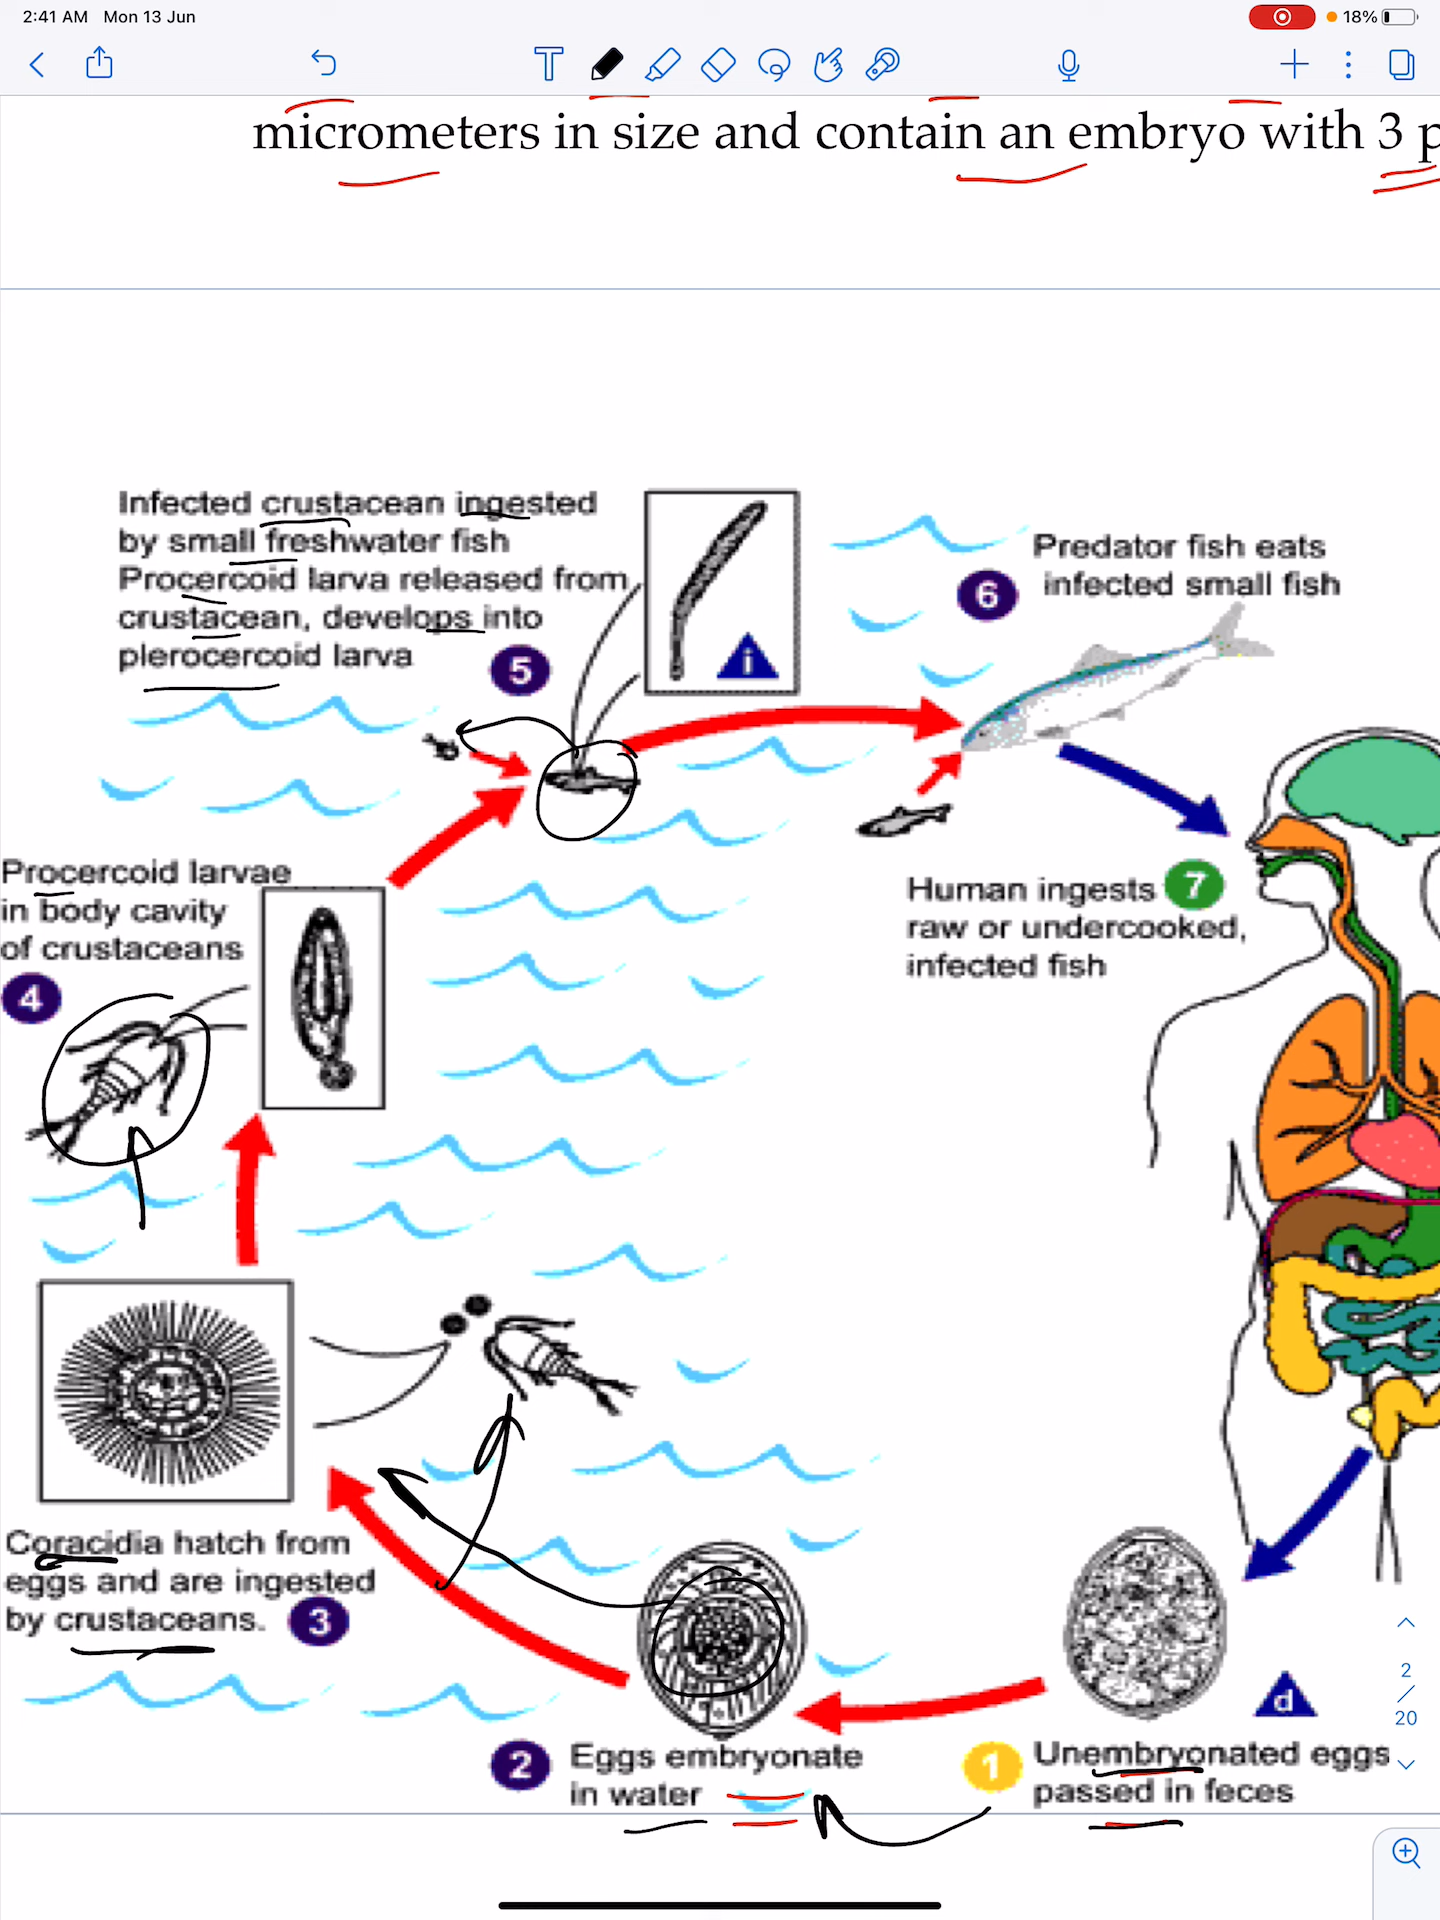 2:41 AM Mon 13 Jun
18%
micrometers in size and contain an embryo with 3 p
Infected crustacean ingested
by small freshwater fish
Procercoid larva released from
crustacean, develops into
plerocercoid larva
5
i
6
Predator fish eats
infected small fish
Procercoid larvae
in body cavity
of crustaceans
4
Human ingests 7
raw or undercooked,
infected fish
Coracidia hatch from
eggs and are ingested
by crustaceans. 3
d
2 Eggs embryonate
in water
1 Unembryonated eggs
passed in feces
2
/
20